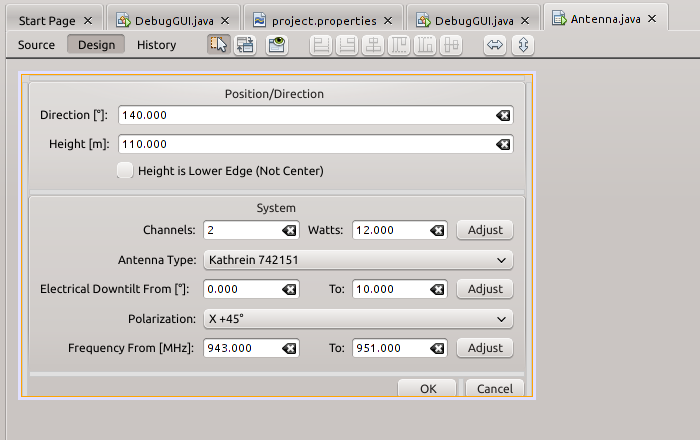 Start Page DebugGUI.java project.properties DebugGUI.java Antenna.java
Source Design History
Position/Direction
Direction [°]: 140.000
Height [m]: 110.000
Height is Lower Edge (Not Center)
System
Channels: 2 Watts: 12.000 Adjust
Antenna Type: Kathrein 742151
Electrical Downtilt From [°]: 0.000 To: 10.000 Adjust
Polarization: X +45°
Frequency From [MHz]: 943.000 To: 951.000 Adjust
OK Cancel